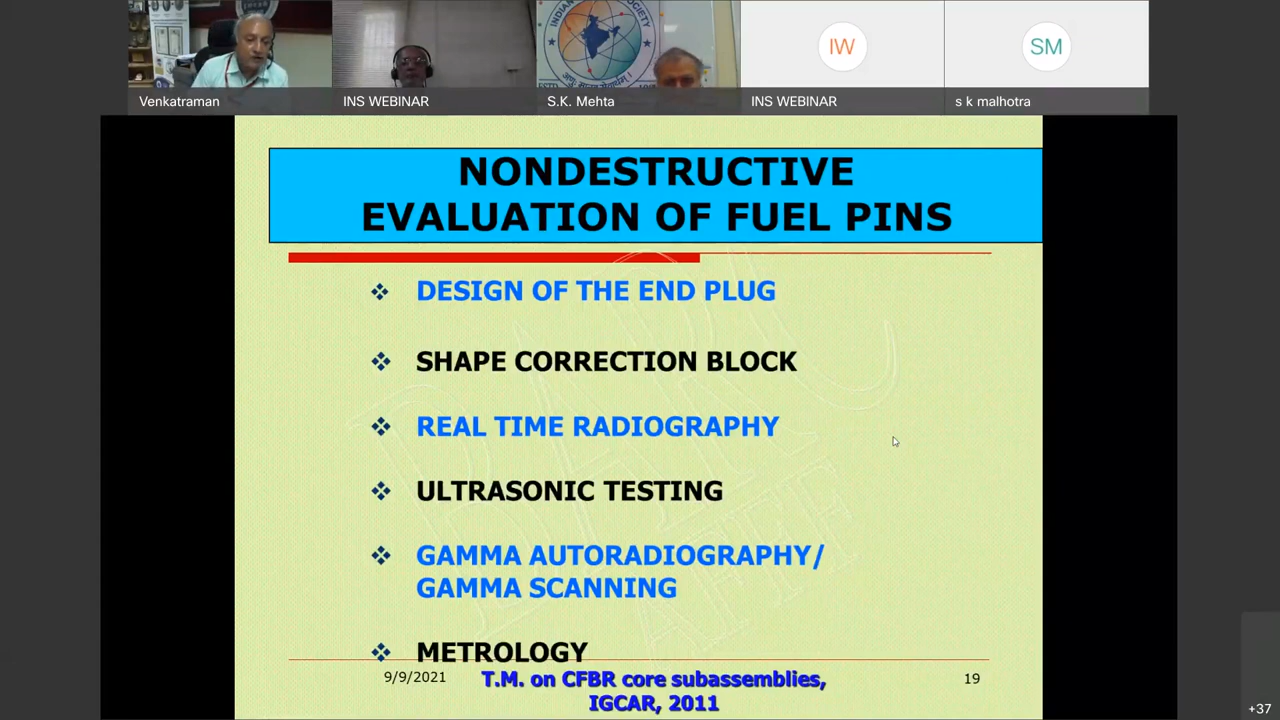 INDIAN
SOCIETY
IW
SM
Venkatraman
INS WEBINAR
S.K. Mehta
INS WEBINAR
s k malhotra
NONDESTRUCTIVE
EVALUATION OF FUEL PINS
❖ DESIGN OF THE END PLUG
❖ SHAPE CORRECTION BLOCK
❖ REAL TIME RADIOGRAPHY
❖ ULTRASONIC TESTING
❖ GAMMA AUTORADIOGRAPHY/
GAMMA SCANNING
❖ METROLOGY
9/9/2021
T.M. on CFBR core subassemblies,
IGCAR, 2011
19
+37